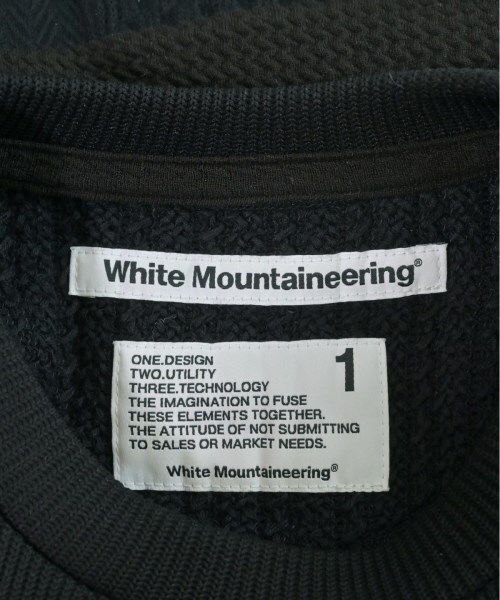 White Mountaineering®
ONE.DESIGN 1
TWO.UTILITY
THREE.TECHNOLOGY
THE IMAGINATION TO FUSE
THESE ELEMENTS TOGETHER.
THE ATTITUDE OF NOT SUBMITTING
TO SALES OR MARKET NEEDS.
White Mountaineering®